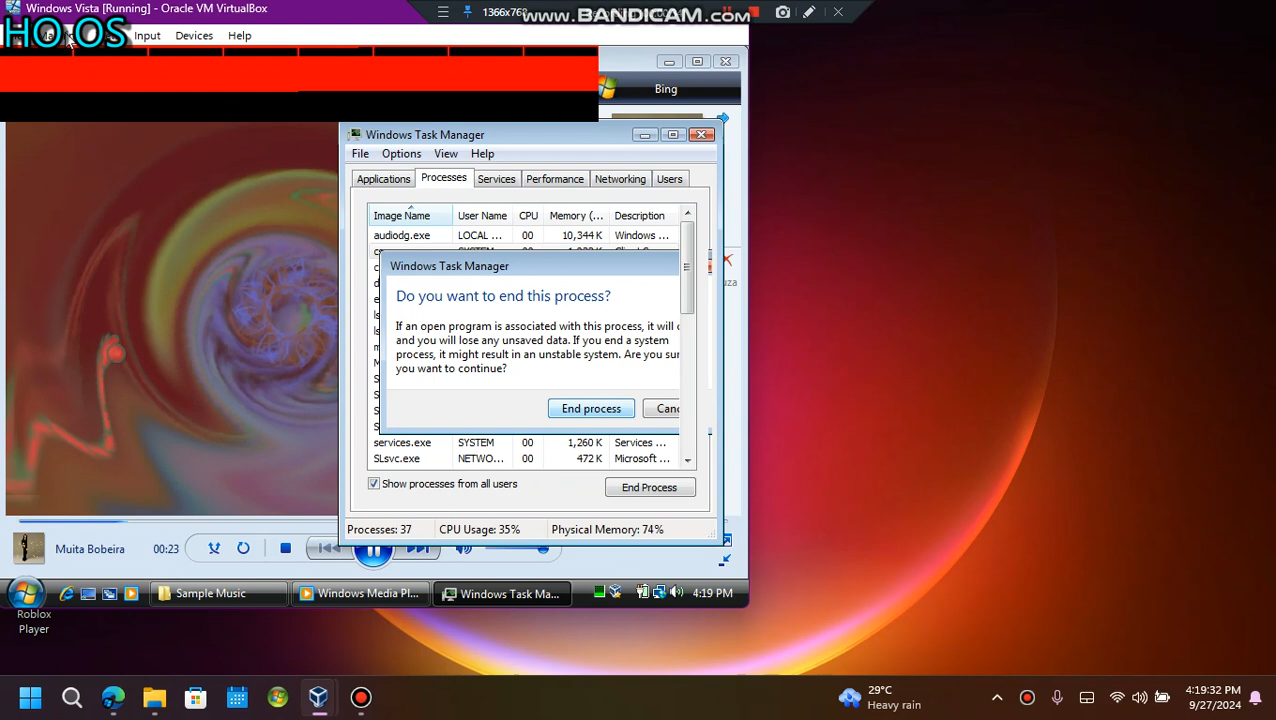 Windows Vista [Running] - Oracle VM VirtualBox
1366x768
www.BANDICAM.com
HO OS
Input
Devices
Help
Bing
Windows Task Manager
File
Options
View
Help
Applications
Processes
Services
Performance
Networking
Users
Image Name
User Name
CPU
Memory (...
Description
audiodg.exe
LOCAL ...
00
10,344 K
Windows ...
Windows Task Manager
Do you want to end this process?
If an open program is associated with this process, it will
and you will lose any unsaved data. If you end a system
process, it might result in an unstable system. Are you
you want to continue?
End process
services.exe
SYSTEM
00
1,260 K
Services ...
SLsvc.exe
NETWO...
00
472 K
Microsoft ...
Show processes from all users
End Process
Processes: 37
CPU Usage: 35%
Physical Memory: 74%
Muita Bobeira
00:23
Sample Music
Windows Media Pl...
Windows Task Ma...
4:19 PM
Roblox
Player
29°C
Heavy rain
4:19:32 PM
9/27/2024